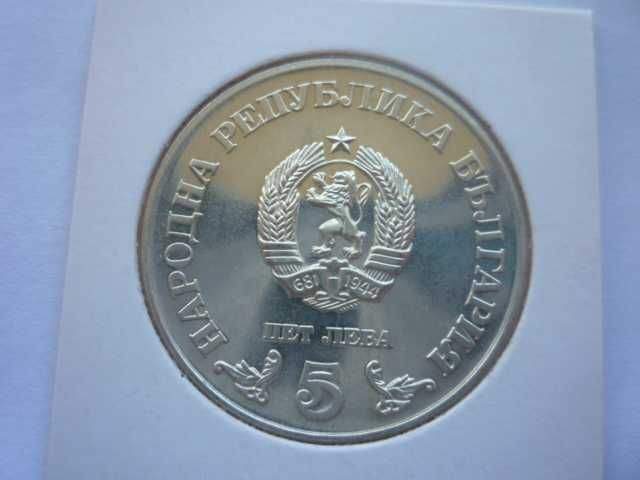 НАРОДНА РЕПУБЛИКА БЪЛГАРИЯ
681 1944
ПЕТ ЛЕВА
5